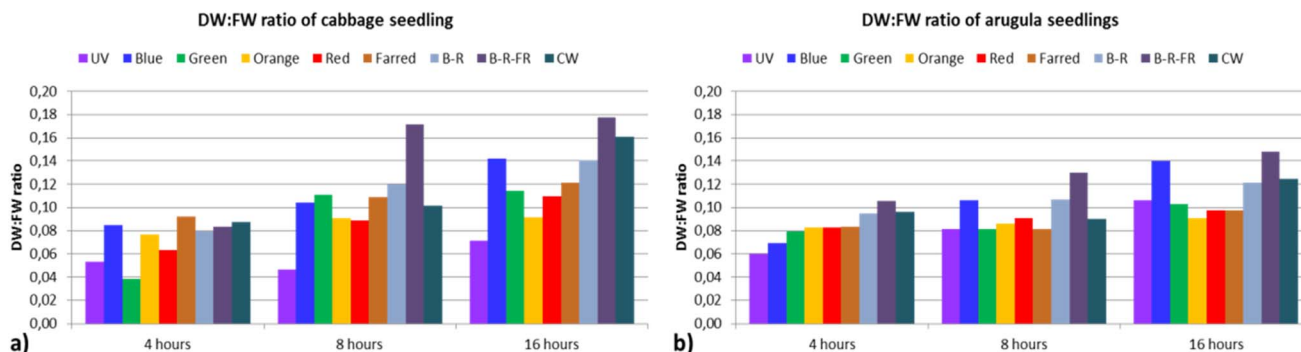 DW:FW ratio of cabbage seedling
UV Blue Green Orange Red Farred B-R B-R-FR CW
0,20
0,18
0,16
0,14
0,12
0,10
0,08
0,06
0,04
0,02
0,00
DW:FW ratio
4 hours 8 hours 16 hours
a)
DW:FW ratio of arugula seedlings
UV Blue Green Orange Red Farred B-R B-R-FR CW
0,20
0,18
0,16
0,14
0,12
0,10
0,08
0,06
0,04
0,02
0,00
DW:FW ratio
4 hours 8 hours 16 hours
b)